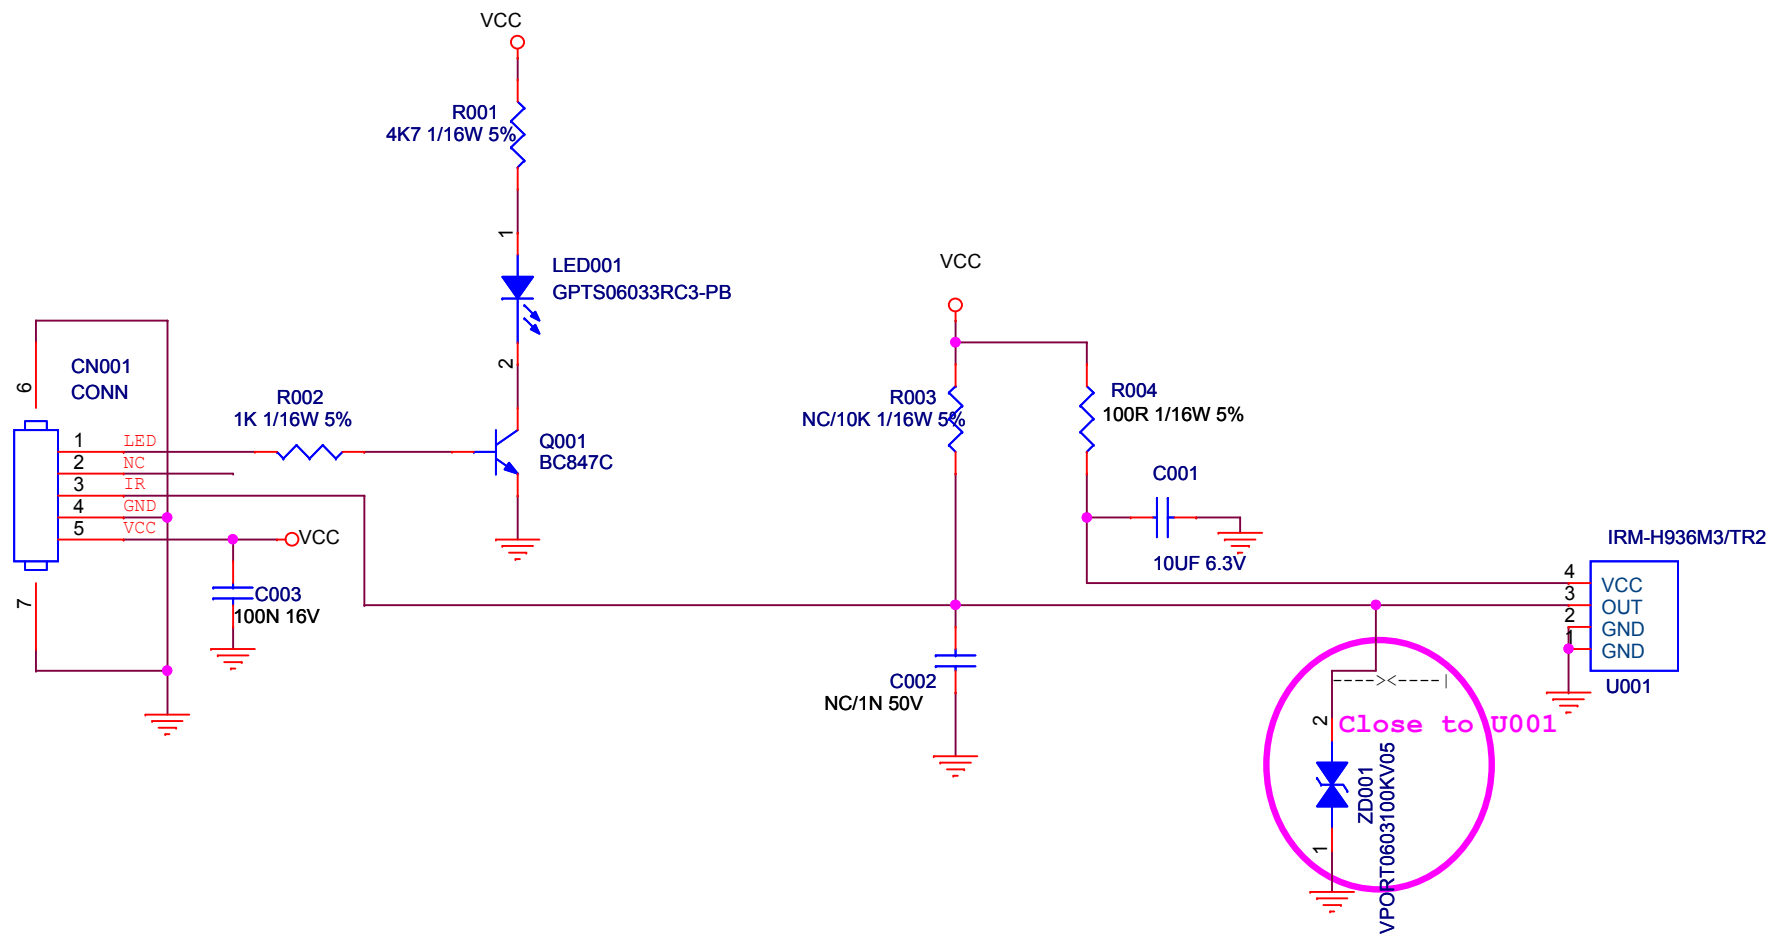 VCC
R001
4K7 1/16W 5%
1
LED001
GPTS06033RC3-PB
2
VCC
CN001
CONN
6
R002
1K 1/16W 5%
Q001
BC847C
R003
NC/10K 1/16W 5%
R004
100R 1/16W 5%
1 LED
2 NC
3 IR
4 GND
5 VCC
VCC
C001
10UF 6.3V
7
C003
100N 16V
IRM-H936M3/TR2
4 VCC
3 OUT
2 GND
1 GND
U001
C002
NC/1N 50V
----><----|
Close to U001
2
ZD001
VPORT0603100KV05
1